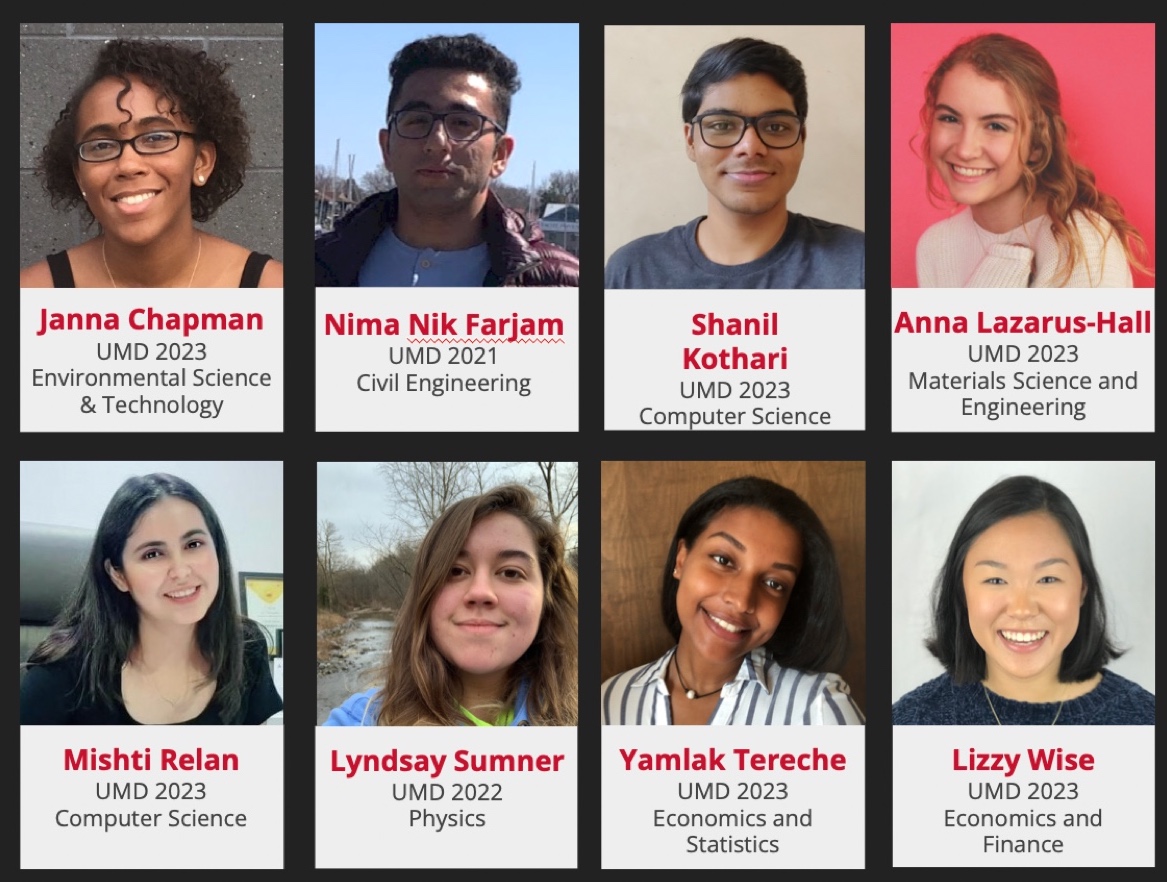 Janna Chapman
UMD 2023
Environmental Science
& Technology
Nima Nik Farjam
UMD 2021
Civil Engineering
Shanil
Kothari
UMD 2023
Computer Science
Anna Lazarus-Hall
UMD 2023
Materials Science and
Engineering
Mishti Relan
UMD 2023
Computer Science
Lyndsay Sumner
UMD 2022
Physics
Yamlak Tereche
UMD 2023
Economics and
Statistics
Lizzy Wise
UMD 2023
Economics and
Finance